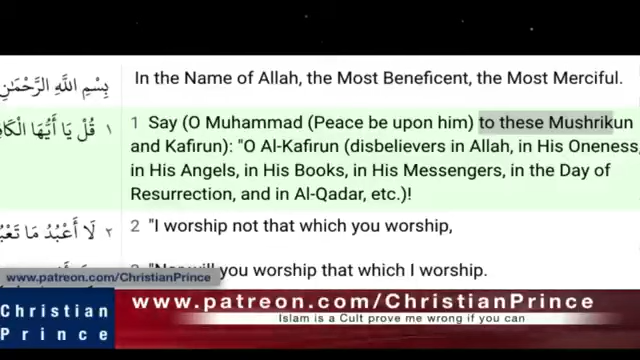 بِسْمِ اللَّهِ الرَّحْمَٰنِ
In the Name of Allah, the Most Beneficent, the Most Merciful.
١ قُلْ يَا أَيُّهَا
1 Say (O Muhammad (Peace be upon him) to these Mushrikun
and Kafirun): "O Al-Kafirun (disbelievers in Allah, in His Oneness,
in His Angels, in His Books, in His Messengers, in the Day of
Resurrection, and in Al-Qadar, etc.)!
٢ لَا أَعْبُدُ مَا
2 "I worship not that which you worship,
3 will you worship that which I worship.
www.patreon.com/ChristianPrince
www.patreon.com/ChristianPrince
Islam is a Cult prove me wrong if you can
Christian
Prince